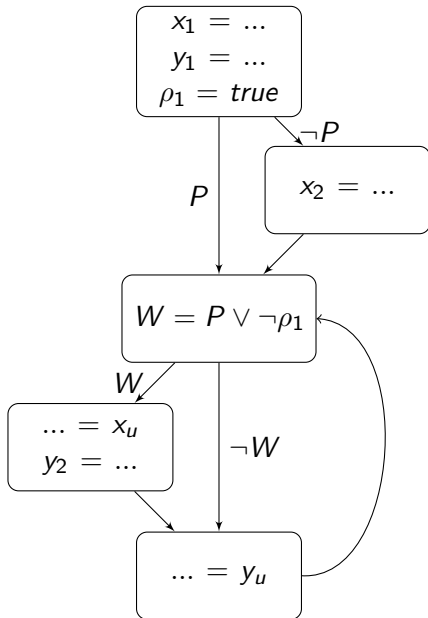 x₁ = ...
y₁ = ...
ρ₁ = true
¬P
P
x₂ = ...
W = P ∨ ¬ρ₁
W
... = xᵤ
y₂ = ...
¬W
... = yᵤ